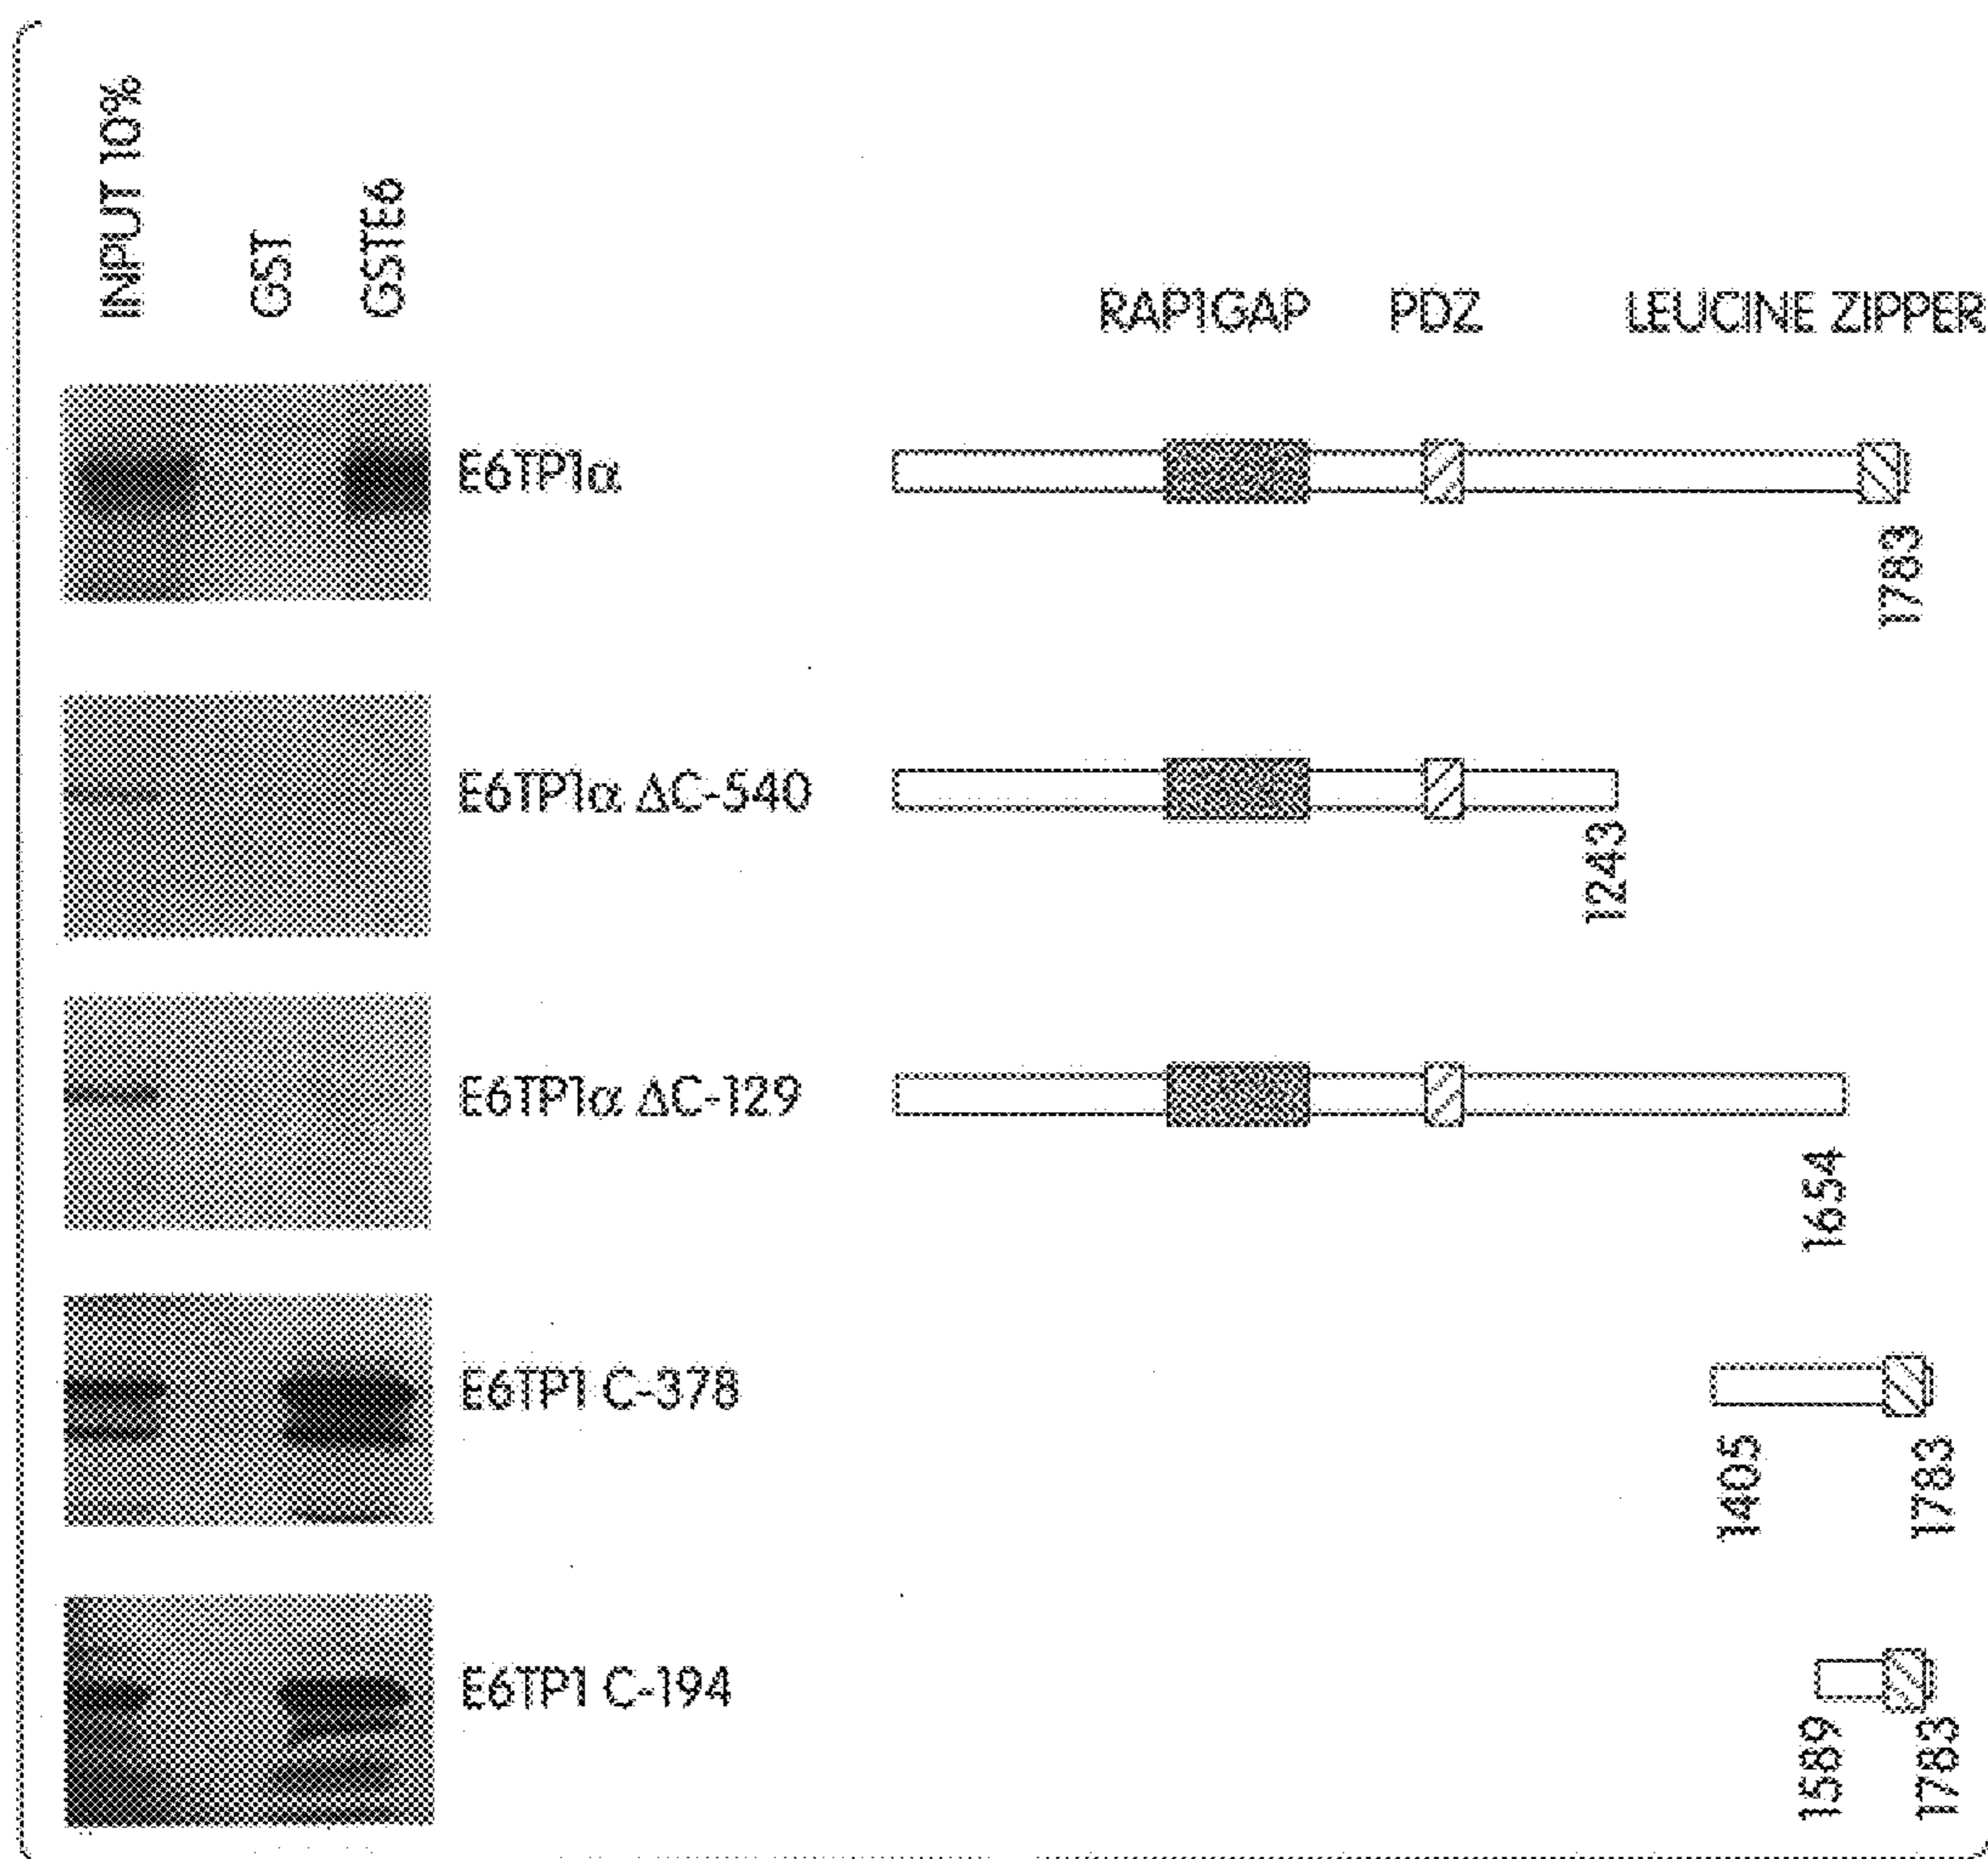 INPUT 10%
GST
GSTE6
RAP1GAP
PDZ
LEUCINE ZIPPER
E6TP1α
1783
E6TP1α ΔC-540
1243
E6TP1α ΔC-129
1654
E6TP1 C-378
1405
1783
E6TP1 C-194
1589
1783